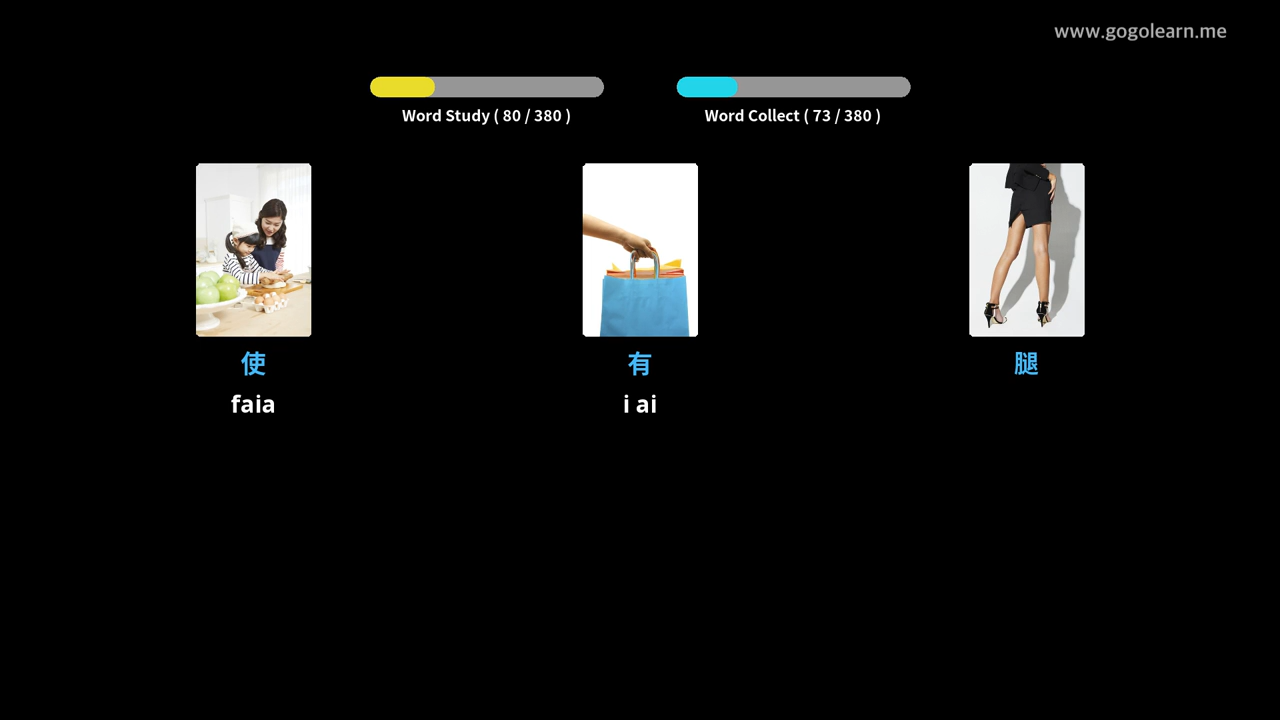 www.gogolearn.me
Word Study ( 80 / 380 )
Word Collect ( 73 / 380 )
使
有
腿
faia
i ai